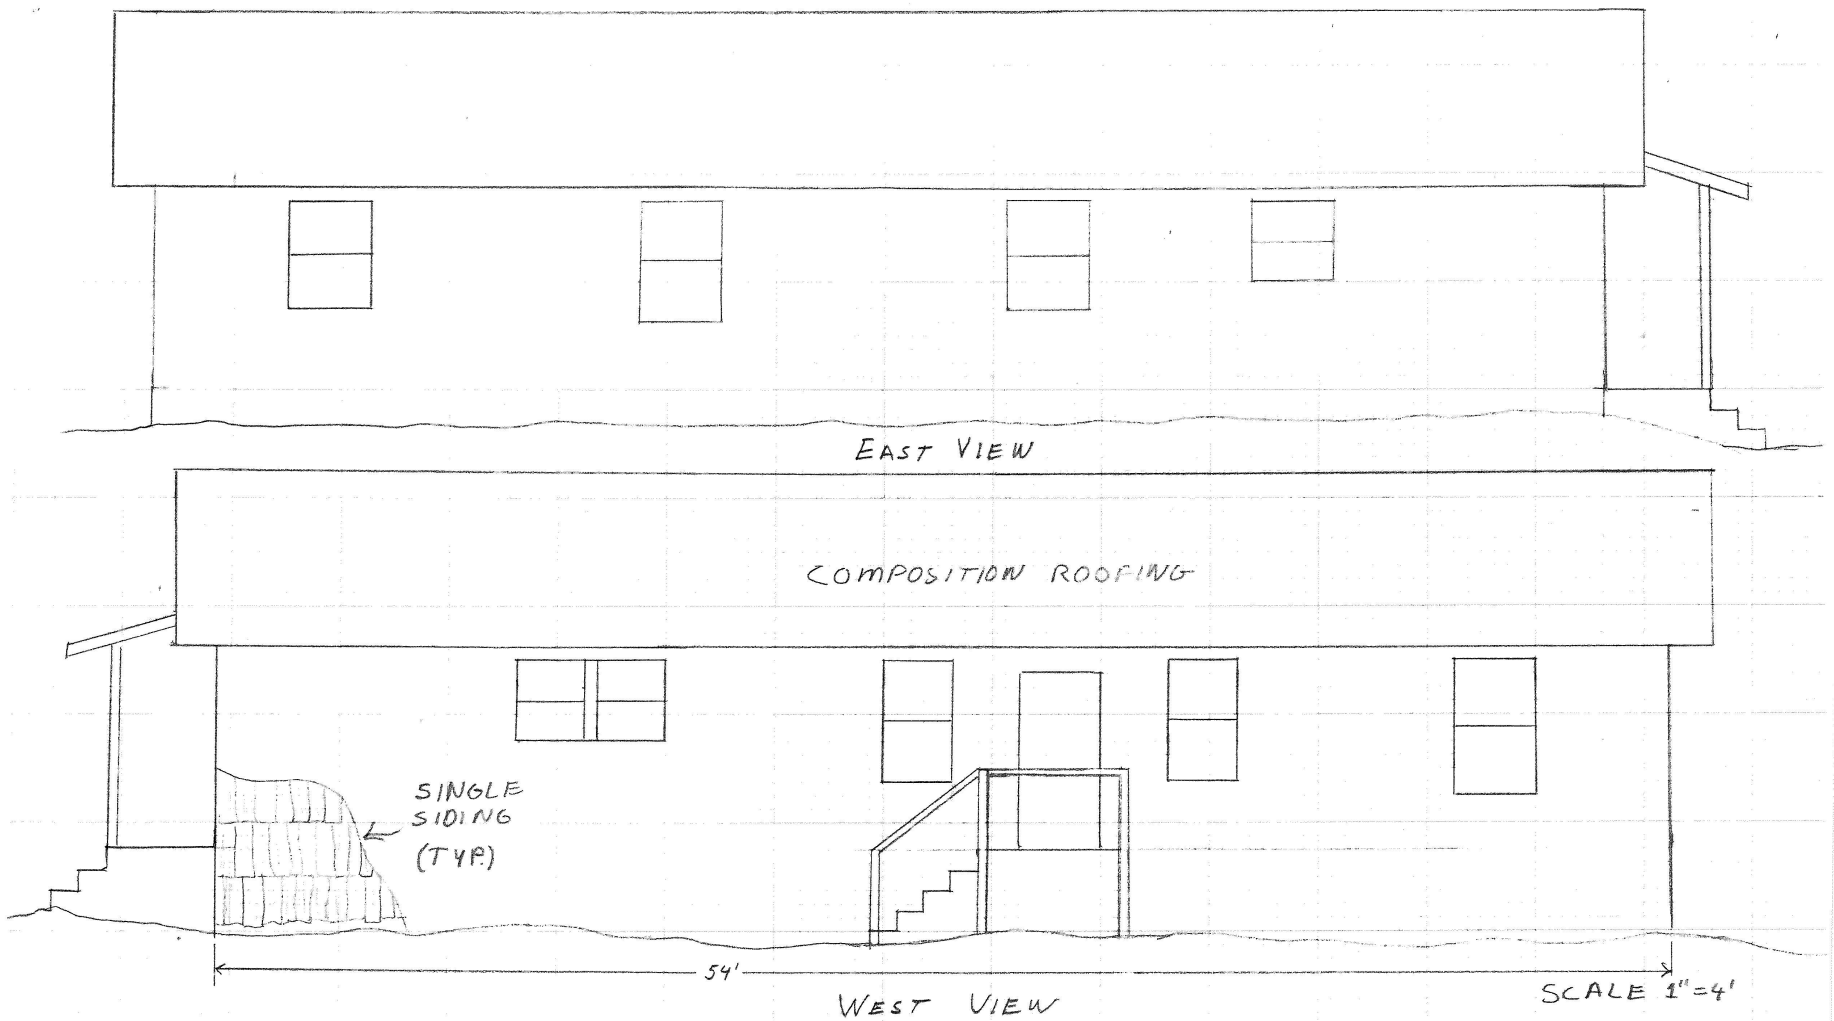 EAST VIEW
COMPOSITION ROOFING
SINGLE
SIDING
(TYP.)
54'
WEST VIEW
SCALE 1"=4'